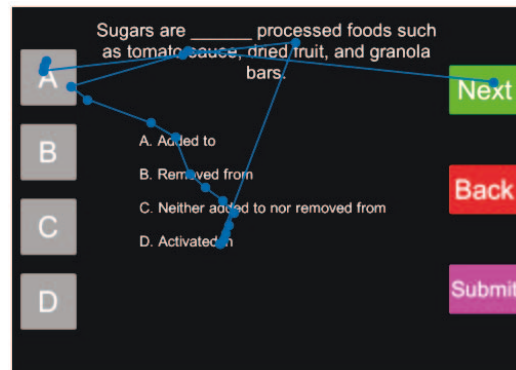 Sugars are ______ processed foods such
as tomato sauce, dried fruit, and granola
bars.
A
B
C
D
A. Added to
B. Removed from
C. Neither added to nor removed from
D. Activated in
Next
Back
Submit